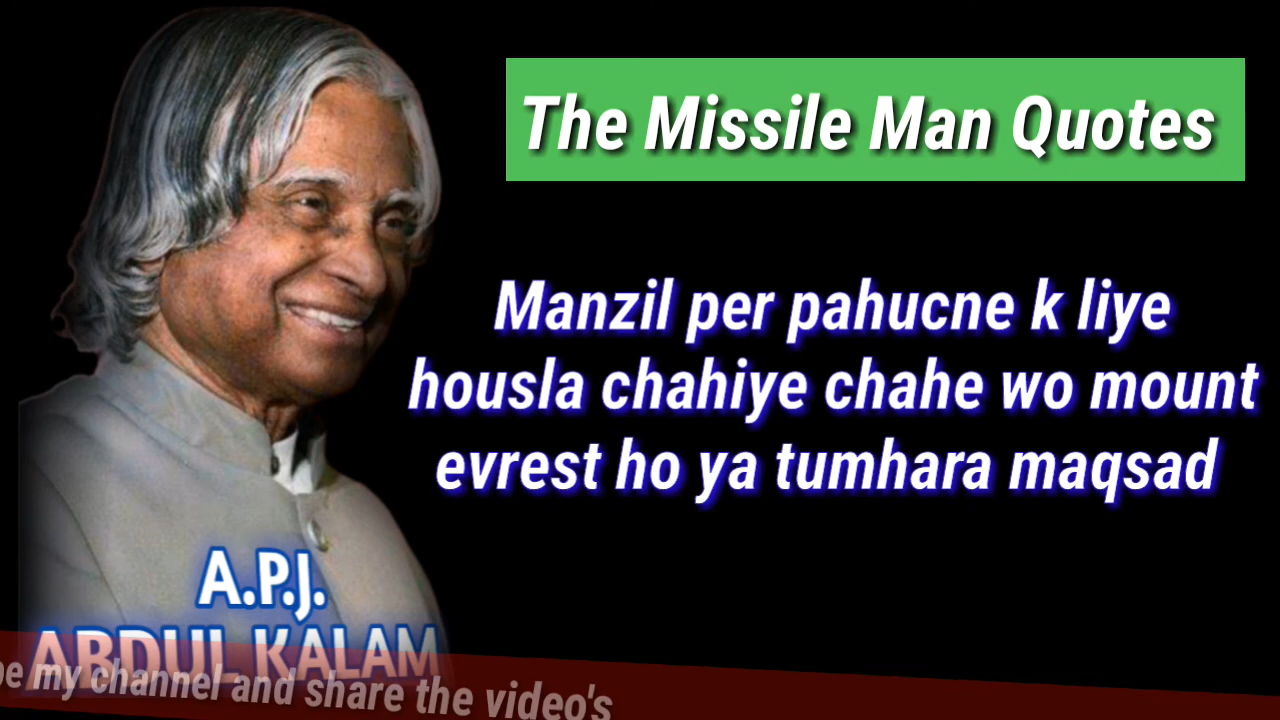 The Missile Man Quotes
Manzil per pahucne k liye
housla chahiye chahe wo mount
evrest ho ya tumhara maqsad
A.P.J.
ABDUL KALAM
my channel and share the video's